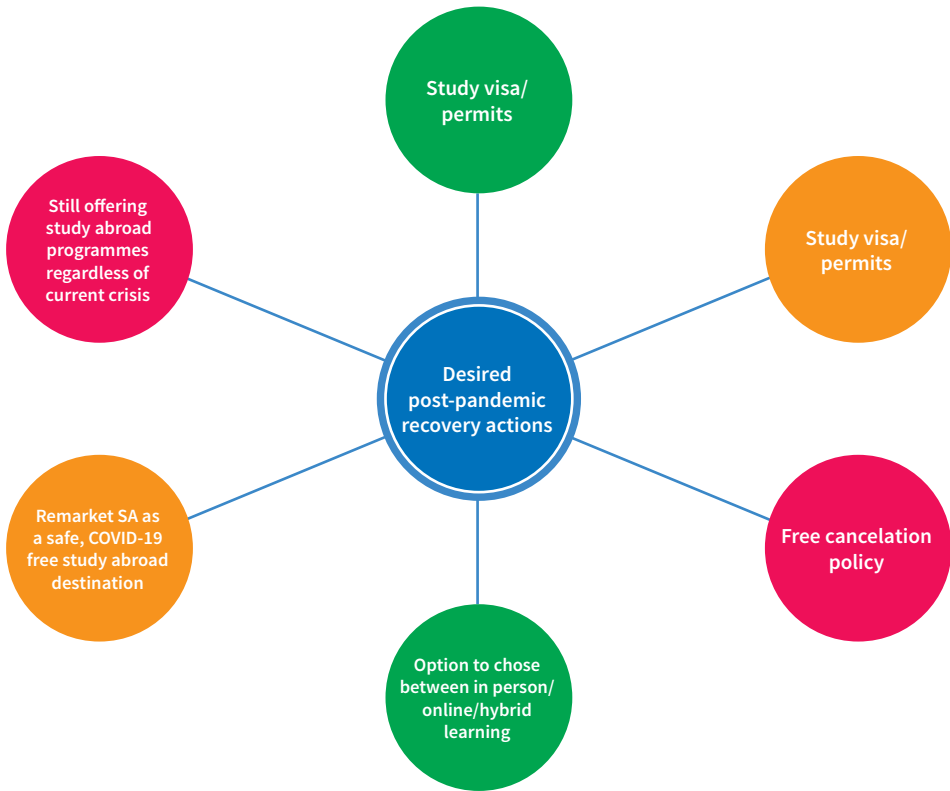 Study visa/
permits
Still offering
study abroad
programmes
regardless of
current crisis
Study visa/
permits
Desired
post-pandemic
recovery actions
Remarket SA as
a safe, COVID-19
free study abroad
destination
Free cancelation
policy
Option to chose
between in person/
online/hybrid
learning